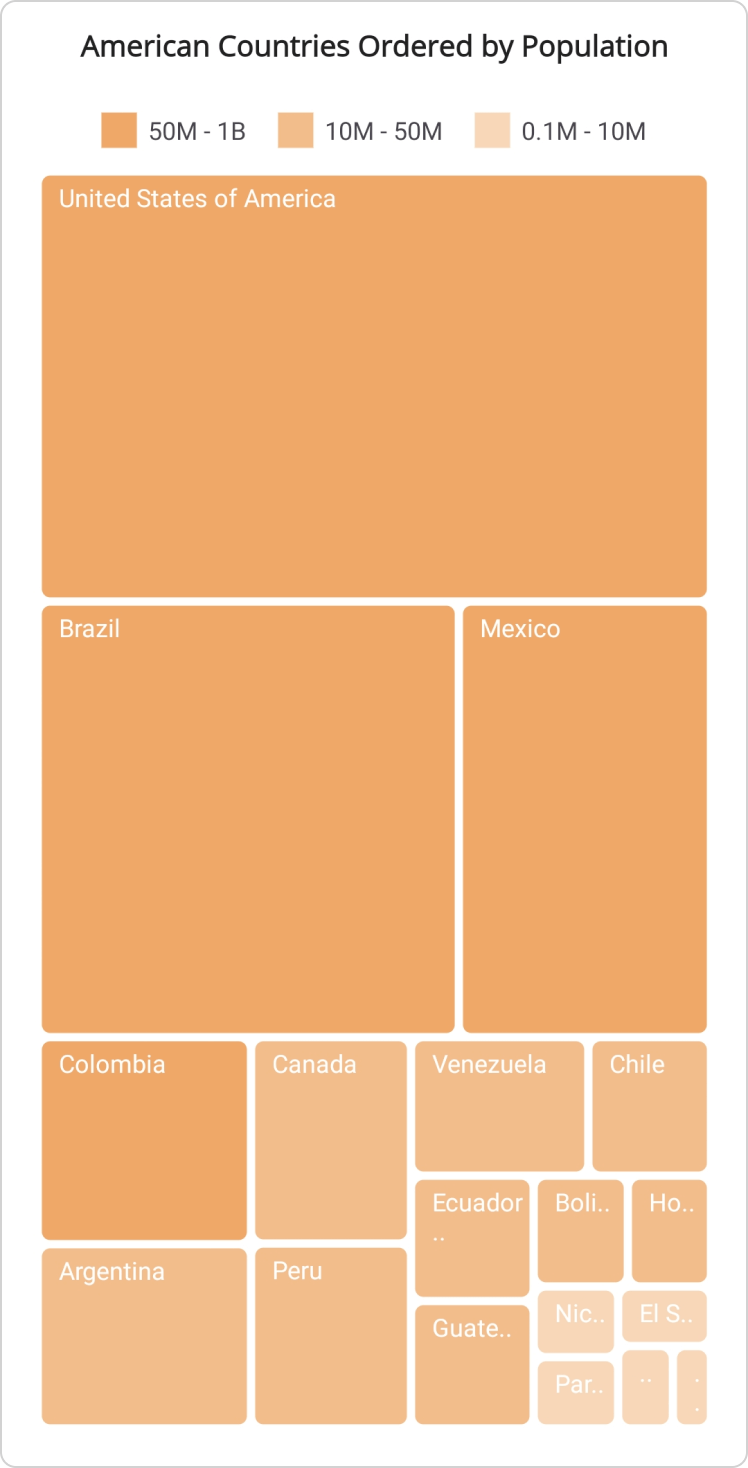 American Countries Ordered by Population
50M - 1B
10M - 50M
0.1M - 10M
United States of America
Brazil
Mexico
Colombia
Canada
Venezuela
Chile
Ecuador
..
Boli..
Ho..
Argentina
Peru
Guate..
Nic..
El S..
Par..
..
.
.